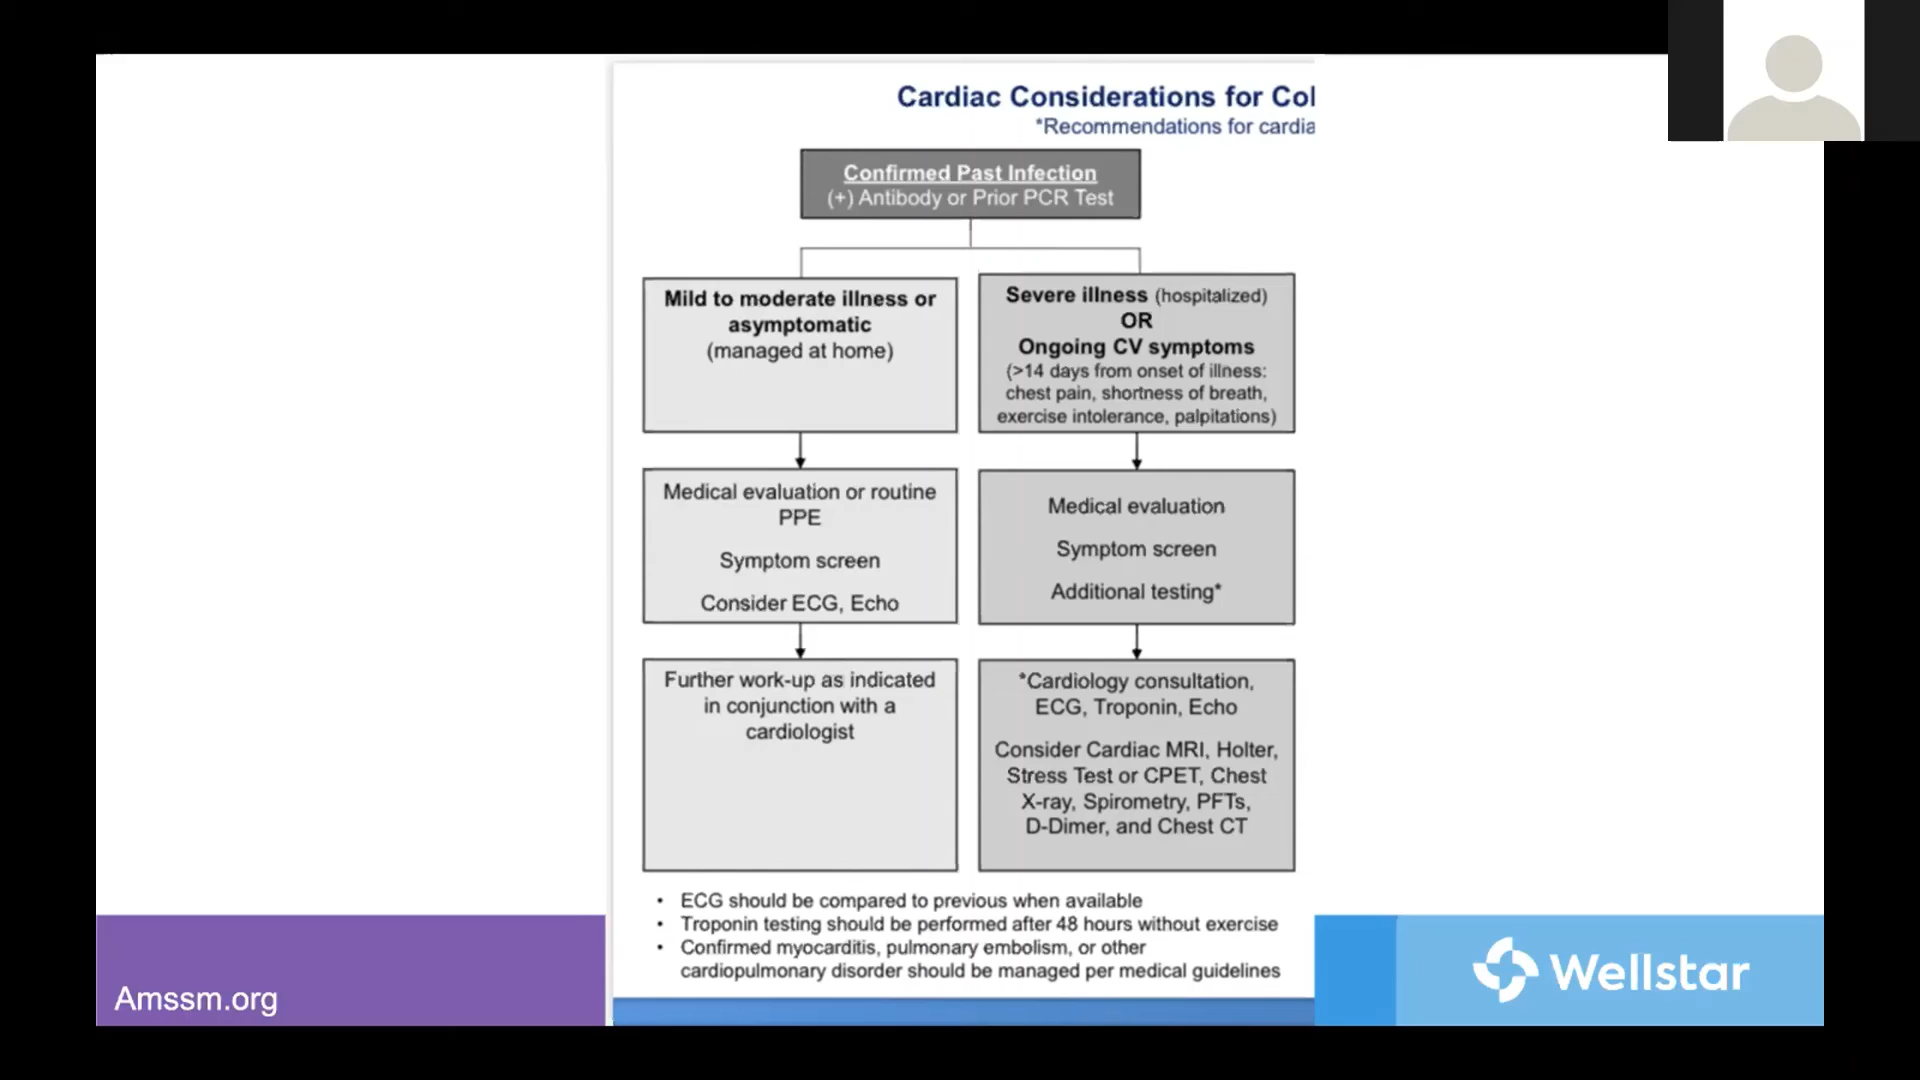 Cardiac Considerations for Col
*Recommendations for cardia
Confirmed Past Infection
(+) Antibody or Prior PCR Test
Mild to moderate illness or
asymptomatic
(managed at home)
Medical evaluation or routine
PPE
Symptom screen
Consider ECG, Echo
Further work-up as indicated
in conjunction with a
cardiologist
Severe illness (hospitalized)
OR
Ongoing CV symptoms
(>14 days from onset of illness:
chest pain, shortness of breath,
exercise intolerance, palpitations)
Medical evaluation
Symptom screen
Additional testing*
*Cardiology consultation,
ECG, Troponin, Echo
Consider Cardiac MRI, Holter,
Stress Test or CPET, Chest
X-ray, Spirometry, PFTs,
D-Dimer, and Chest CT
• ECG should be compared to previous when available
• Troponin testing should be performed after 48 hours without exercise
• Confirmed myocarditis, pulmonary embolism, or other
cardiopulmonary disorder should be managed per medical guidelines
Amssm.org
Wellstar